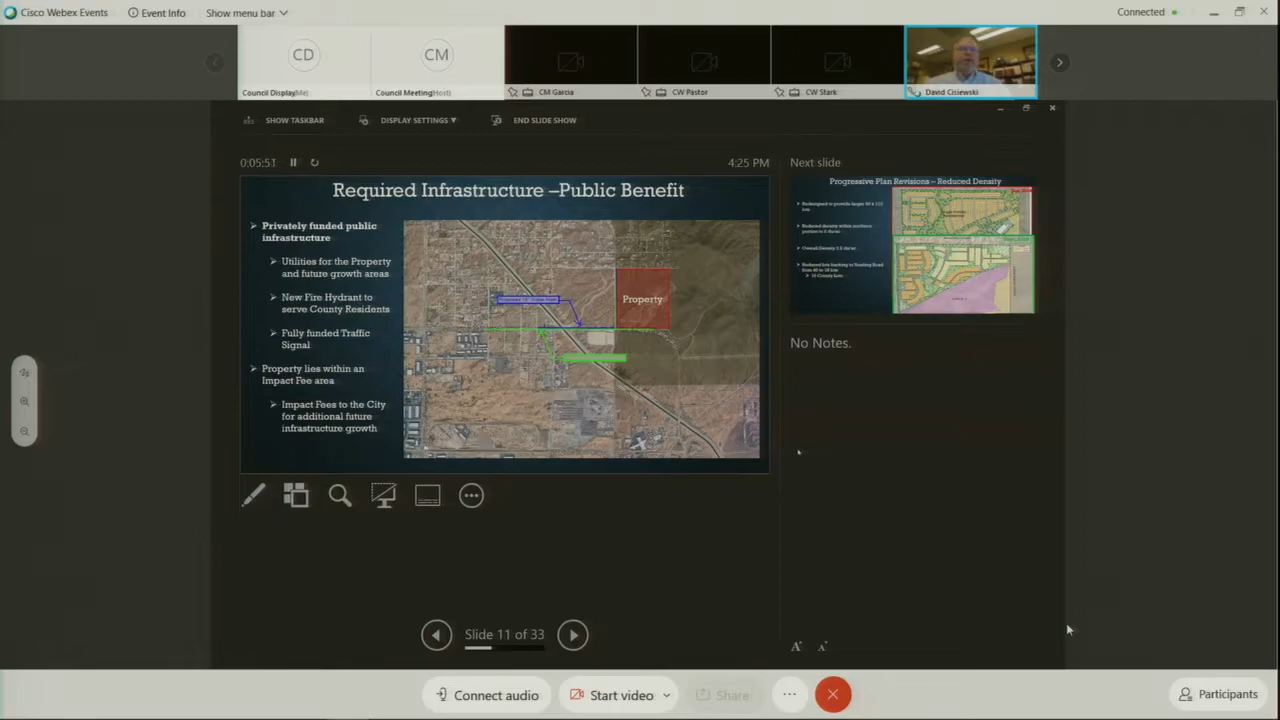 Cisco Webex Events
Event Info
Show menu bar
Connected
CD
CM
Council Display(Me)
Council Meeting(Host)
CM Garcia
CW Pastor
CW Stark
David Cisiewski
SHOW TASKBAR
DISPLAY SETTINGS
END SLIDE SHOW
0:05:51
4:25 PM
Next slide
Required Infrastructure –Public Benefit
Privately funded public
infrastructure
Utilities for the Property
and future growth areas
New Fire Hydrant to
serve County Residents
Fully funded Traffic
Signal
Property lies within an
Impact Fee area
Impact Fees to the City
for additional future
infrastructure growth
Property
Progressive Plan Revisions – Reduced Density
No Notes.
Slide 11 of 33
A
A
Connect audio
Start video
Share
Participants